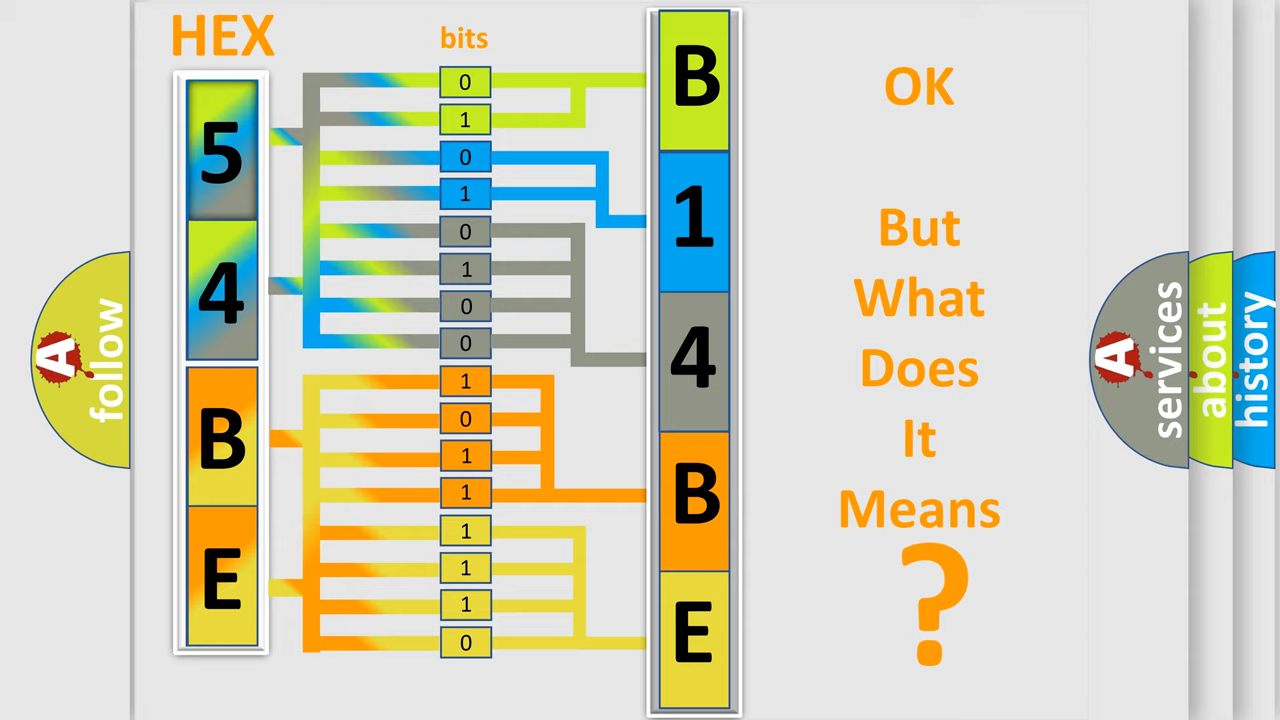 HEX
bits
5
4
B
E
0
1
0
1
0
1
0
0
1
0
1
1
1
1
1
0
B
1
4
B
E
OK
But
What
Does
It
Means
?
A
follow
A
services
about
history